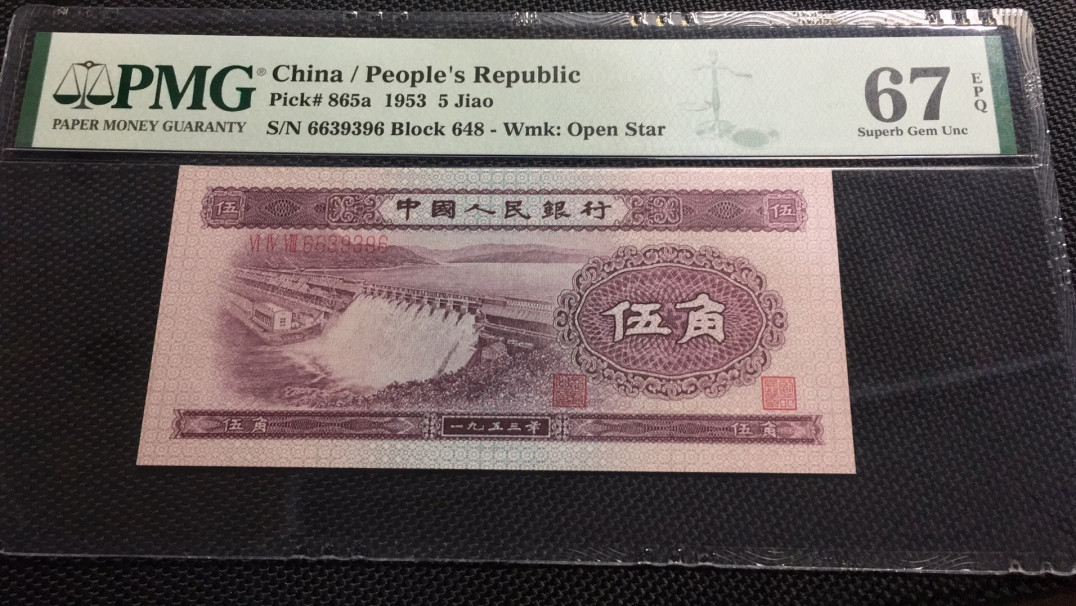 PMG® China / People's Republic
Pick# 865a 1953 5 Jiao
PAPER MONEY GUARANTY
S/N 6639396 Block 648 - Wmk: Open Star
67 EPQ
Superb Gem Unc
伍 中國人民銀行 伍
VI IV VIII 6639396
伍角
伍角 一九五三年 伍角